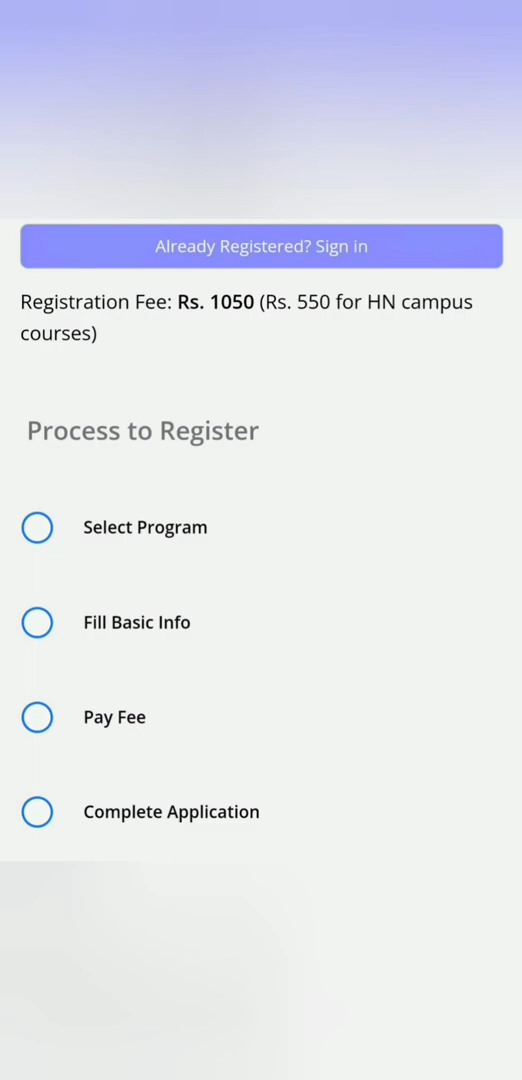 Already Registered? Sign in
Registration Fee: Rs. 1050 (Rs. 550 for HN campus
courses)
Process to Register
Select Program
Fill Basic Info
Pay Fee
Complete Application